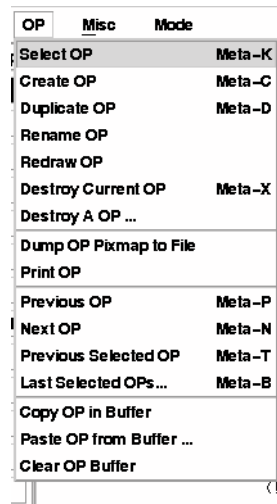 OP Misc Mode
Select OP Meta-K
Create OP Meta-C
Duplicate OP Meta-D
Rename OP
Redraw OP
Destroy Current OP Meta-X
Destroy A OP ...
Dump OP Pixmap to File
Print OP
Previous OP Meta-P
Next OP Meta-N
Previous Selected OP Meta-T
Last Selected OPs... Meta-B
Copy OP in Buffer
Paste OP from Buffer ...
Clear OP Buffer